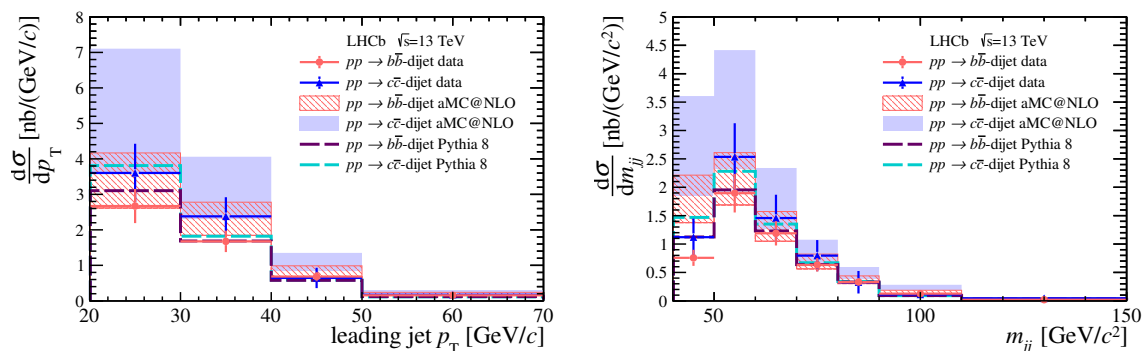 8
7
6
5
4
3
2
1
0
dσ/dp_T [nb/(GeV/c)]
LHCb √s=13 TeV
pp → bb̅-dijet data
pp → cc̅-dijet data
pp → bb̅-dijet aMC@NLO
pp → cc̅-dijet aMC@NLO
pp → bb̅-dijet Pythia 8
pp → cc̅-dijet Pythia 8
20 30 40 50 60 70
leading jet p_T [GeV/c]
5
4.5
4
3.5
3
2.5
2
1.5
1
0.5
0
dσ/dm_jj [nb/(GeV/c²)]
LHCb √s=13 TeV
pp → bb̅-dijet data
pp → cc̅-dijet data
pp → bb̅-dijet aMC@NLO
pp → cc̅-dijet aMC@NLO
pp → bb̅-dijet Pythia 8
pp → cc̅-dijet Pythia 8
50 100 150
m_jj [GeV/c²]